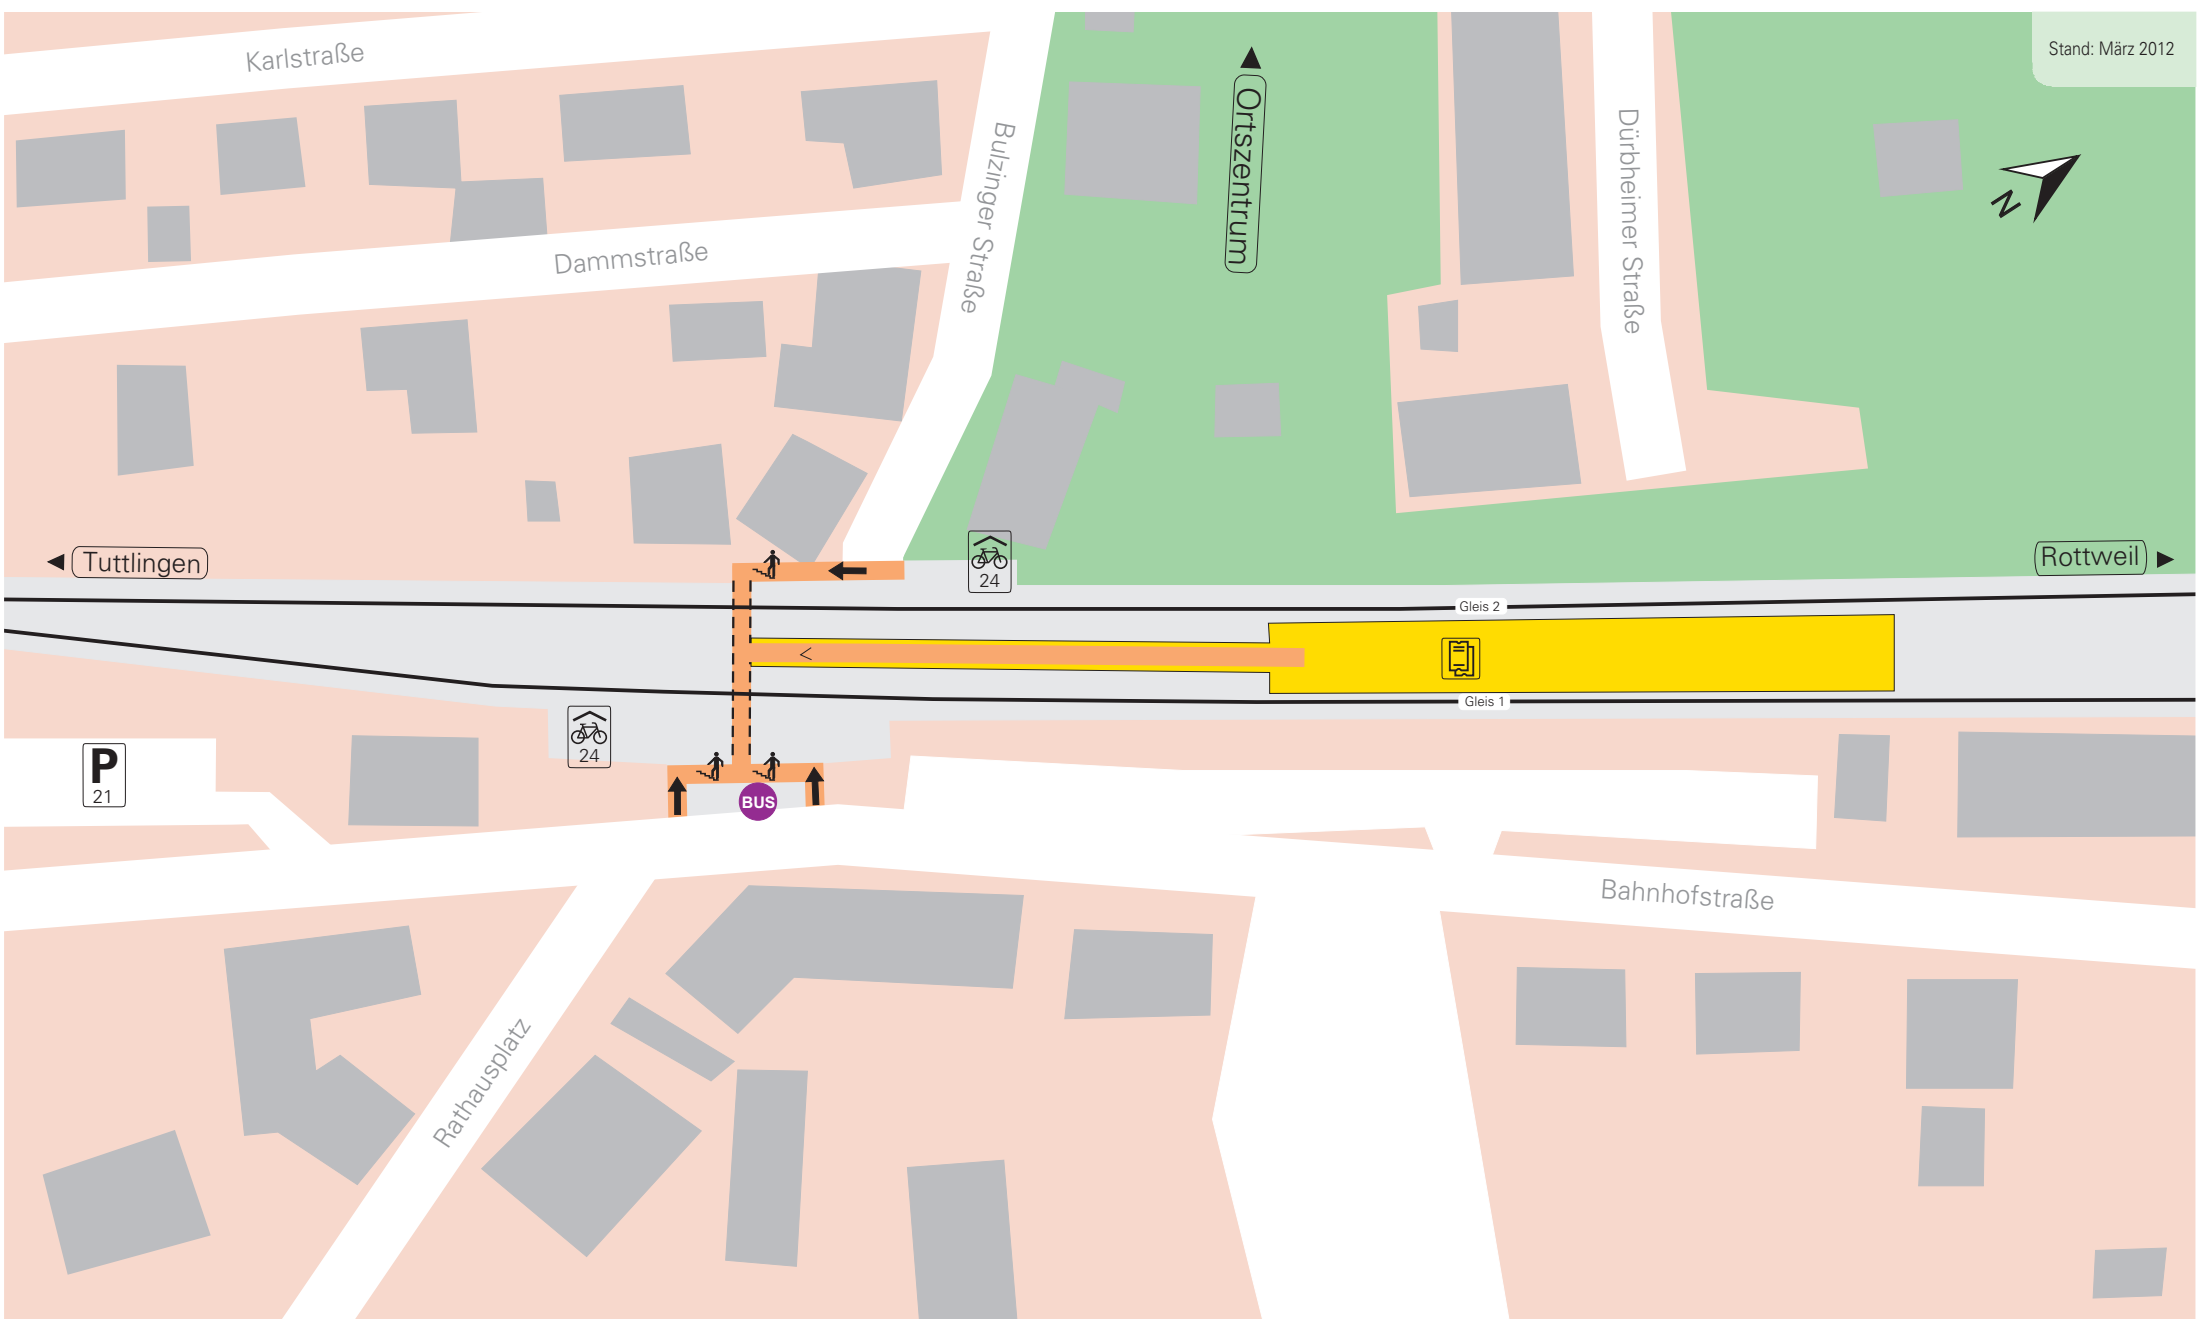 Stand: März 2012
Karlstraße
Ortszentrum
Dürbheimer Straße
Bulzinger Straße
N
Dammstraße
Tuttlingen
24
Rottweil
Gleis 2
Gleis 1
24
P
21
BUS
Bahnhofstraße
Rathausplatz